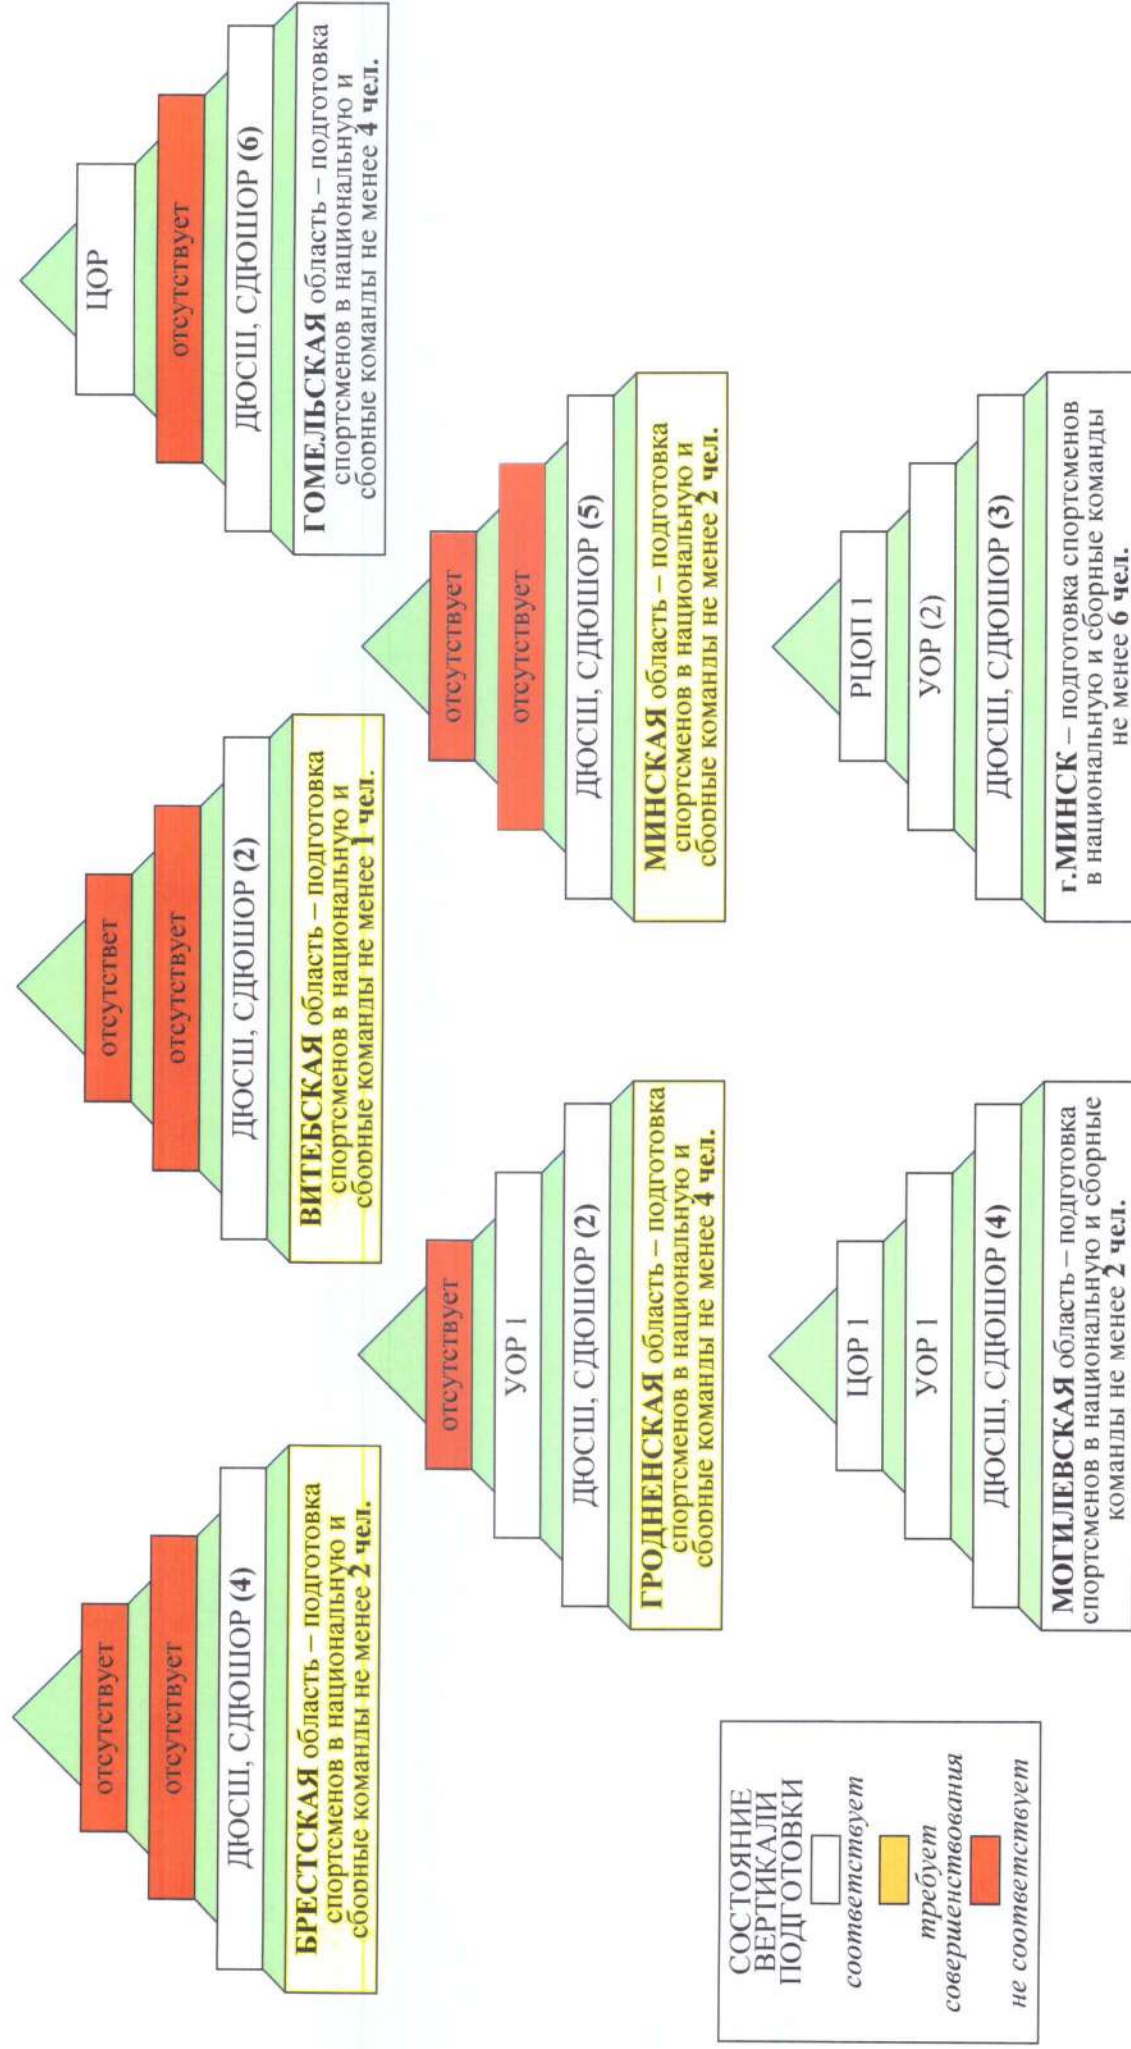 отсутствует
отсутствует
ДЮСШ, СДЮШОР (4)
БРЕСТСКАЯ область – подготовка
спортсменов в национальную и
сборные команды не менее 2 чел.
отсутствет
отсутствует
ДЮСШ, СДЮШОР (2)
ВИТЕБСКАЯ область – подготовка
спортсменов в национальную и
сборные команды не менее 1 чел.
ЦОР
отсутствует
ДЮСШ, СДЮШОР (6)
ГОМЕЛЬСКАЯ область – подготовка
спортсменов в национальную и
сборные команды не менее 4 чел.
отсутствует
УОР 1
ДЮСШ, СДЮШОР (2)
ГРОДНЕНСКАЯ область – подготовка
спортсменов в национальную и
сборные команды не менее 4 чел.
отсутствует
отсутствует
ДЮСШ, СДЮШОР (5)
МИНСКАЯ область – подготовка
спортсменов в национальную и
сборные команды не менее 2 чел.
СОСТОЯНИЕ
ВЕРТИКАЛИ
ПОДГОТОВКИ
соответствует
требует
совершенствования
не соответствует
ЦОР 1
УОР 1
ДЮСШ, СДЮШОР (4)
МОГИЛЕВСКАЯ область – подготовка
спортсменов в национальную и сборные
команды не менее 2 чел.
РЦОП 1
УОР (2)
ДЮСШ, СДЮШОР (3)
г.МИНСК – подготовка спортсменов
в национальную и сборные команды
не менее 6 чел.